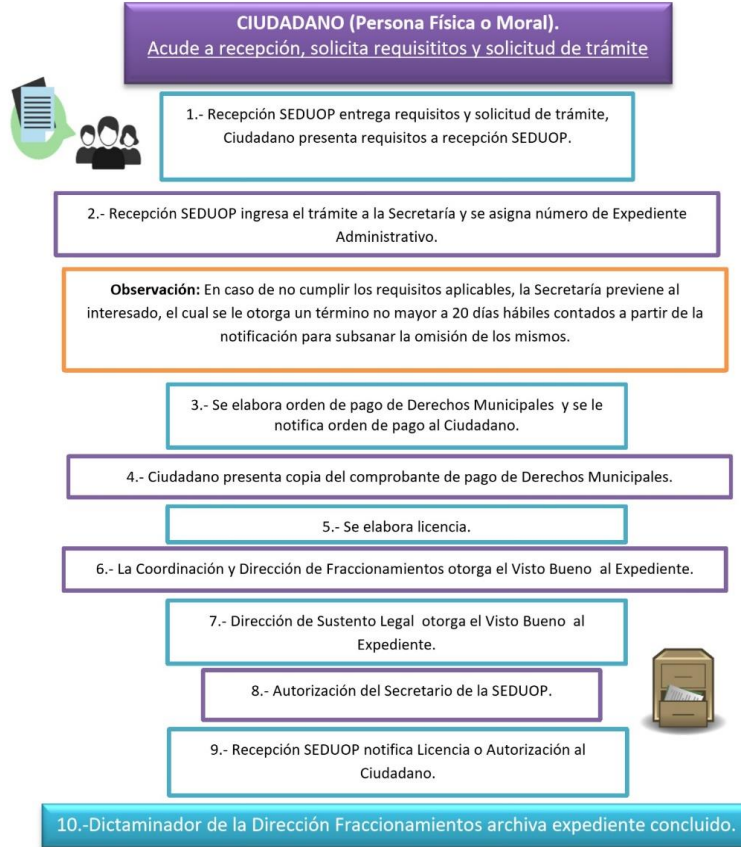 CIUDADANO (Persona Física o Moral).
Acude a recepción, solicita requisititos y solicitud de trámite
1.- Recepción SEDUOP entrega requisitos y solicitud de trámite,
Ciudadano presenta requisitos a recepción SEDUOP.
2.- Recepción SEDUOP ingresa el trámite a la Secretaría y se asigna número de Expediente
Administrativo.
Observación: En caso de no cumplir los requisitos aplicables, la Secretaría previene al
interesado, el cual se le otorga un término no mayor a 20 días hábiles contados a partir de la
notificación para subsanar la omisión de los mismos.
3.- Se elabora orden de pago de Derechos Municipales y se le
notifica orden de pago al Ciudadano.
4.- Ciudadano presenta copia del comprobante de pago de Derechos Municipales.
5.- Se elabora licencia.
6.- La Coordinación y Dirección de Fraccionamientos otorga el Visto Bueno al Expediente.
7.- Dirección de Sustento Legal otorga el Visto Bueno al
Expediente.
8.- Autorización del Secretario de la SEDUOP.
9.- Recepción SEDUOP notifica Licencia o Autorización al
Ciudadano.
10.-Dictaminador de la Dirección Fraccionamientos archiva expediente concluido.